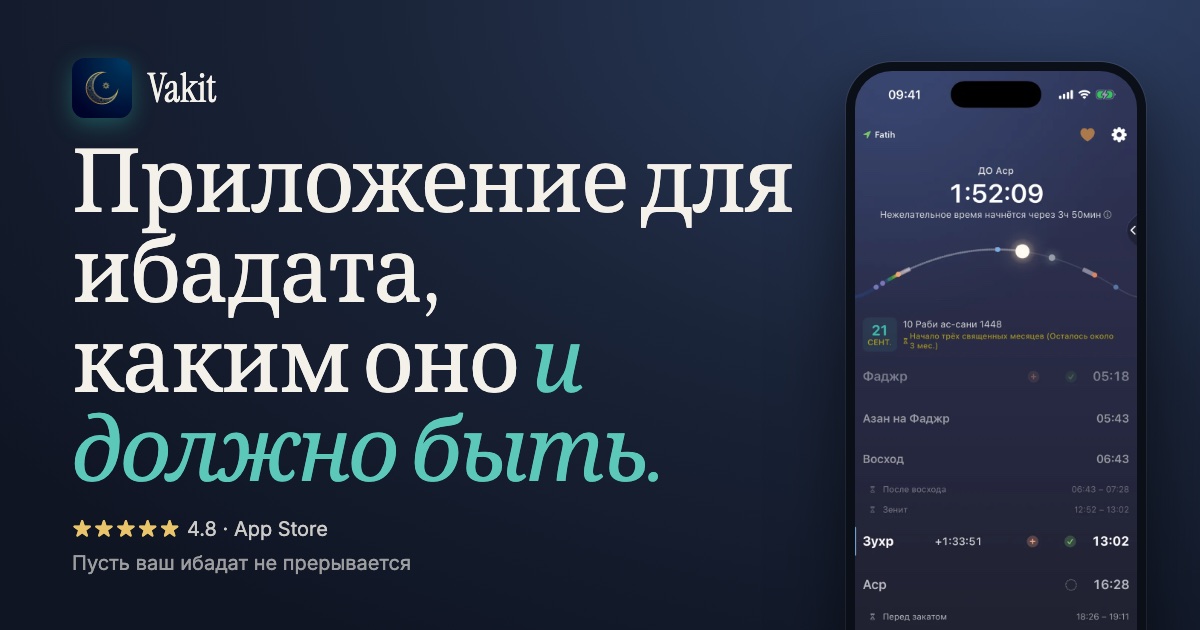 Vakit
Приложение для
ибадата,
каким оно и
должно быть.
4.8 · App Store
Пусть ваш ибадат не прерывается
09:41
Fatih
ДО Аср
1:52:09
Нежелательное время начнётся через 3ч 50мин
21
СЕНТ.
10 Раби ас-сани 1448
Начало трёх священных месяцев (Осталось около
3 мес.)
Фаджр 05:18
Азан на Фаджр 05:43
Восход 06:43
После восхода 06:43 – 07:28
Зенит 12:52 – 13:02
Зухр +1:33:51 13:02
Аср 16:28
Перед закатом 18:26 – 19:11